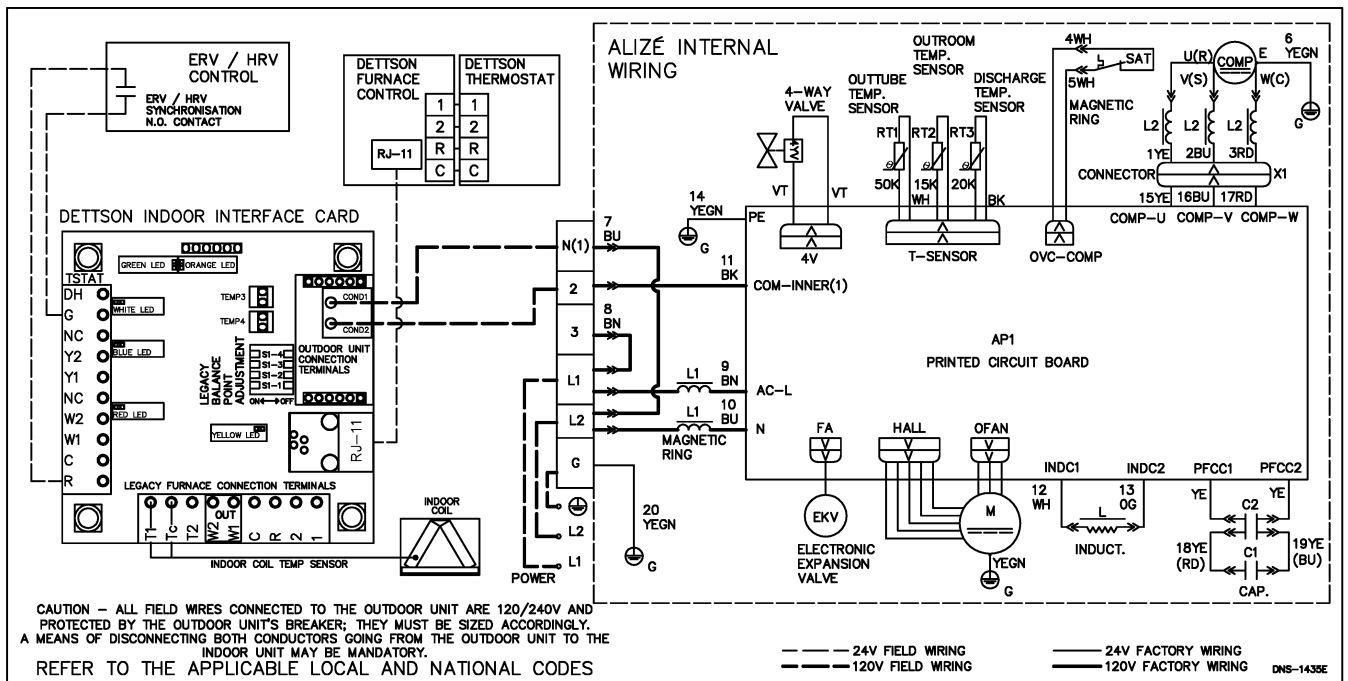 ERV / HRV
CONTROL
ERV / HRV
SYNCHRONISATION
N.O. CONTACT
DETTSON
FURNACE
CONTROL
DETTSON
THERMOSTAT
1 1
2 2
R R
C C
RJ-11
DETTSON INDOOR INTERFACE CARD
GREEN LED
ORANGE LED
TSTAT
DH
G
NC
Y2
Y1
NC
W2
W1
C
R
WHITE LED
BLUE LED
RED LED
YELLOW LED
TEMP3
TEMP4
LEGACY
BALANCE
POINT
ADJUSTMENT
S1-4
S1-3
S1-2
S1-1
ON OFF
COND1
COND2
OUTDOOR UNIT
CONNECTION
TERMINALS
RJ-11
LEGACY FURNACE CONNECTION TERMINALS
OUT
T1
Tc
T2
W2
W1
C
R
2
1
INDOOR COIL TEMP SENSOR
INDOOR
COIL
N(1)
2
3
L1
L2
G
L2
L1
POWER
ALIZÉ INTERNAL
WIRING
7
BU
11
BK
8
BN
9
BN
10
BU
L1
L1
MAGNETIC
RING
20
YEGN
G
14
YEGN
G
4-WAY
VALVE
4YV
VT
VT
4V
OUTTUBE
TEMP.
SENSOR
OUTROOM
TEMP.
SENSOR
DISCHARGE
TEMP.
SENSOR
RT1
RT2
RT3
θ
θ
θ
50K
15K
20K
WH
BK
T-SENSOR
4WH
5WH
SAT
OVC-COMP
MAGNETIC
RING
U(R)
V(S)
W(C)
COMP
E
6
YEGN
G
L2
L2
L2
1YE
2BU
3RD
CONNECTOR
X1
15YE
16BU
17RD
COMP-U
COMP-V
COMP-W
PE
COM-INNER(1)
AC-L
N
AP1
PRINTED CIRCUIT BOARD
FA
HALL
OFAN
EKV
ELECTRONIC
EXPANSION
VALVE
M
YEGN
G
INDC1
INDC2
12
WH
13
OG
L
INDUCT.
PFCC1
PFCC2
YE
YE
C2
C1
18YE
(RD)
19YE
(BU)
CAP.
CAUTION – ALL FIELD WIRES CONNECTED TO THE OUTDOOR UNIT ARE 120/240V AND
PROTECTED BY THE OUTDOOR UNIT'S BREAKER; THEY MUST BE SIZED ACCORDINGLY.
A MEANS OF DISCONNECTING BOTH CONDUCTORS GOING FROM THE OUTDOOR UNIT TO THE
INDOOR UNIT MAY BE MANDATORY.
REFER TO THE APPLICABLE LOCAL AND NATIONAL CODES
24V FIELD WIRING
120V FIELD WIRING
24V FACTORY WIRING
120V FACTORY WIRING
DNS-1435E